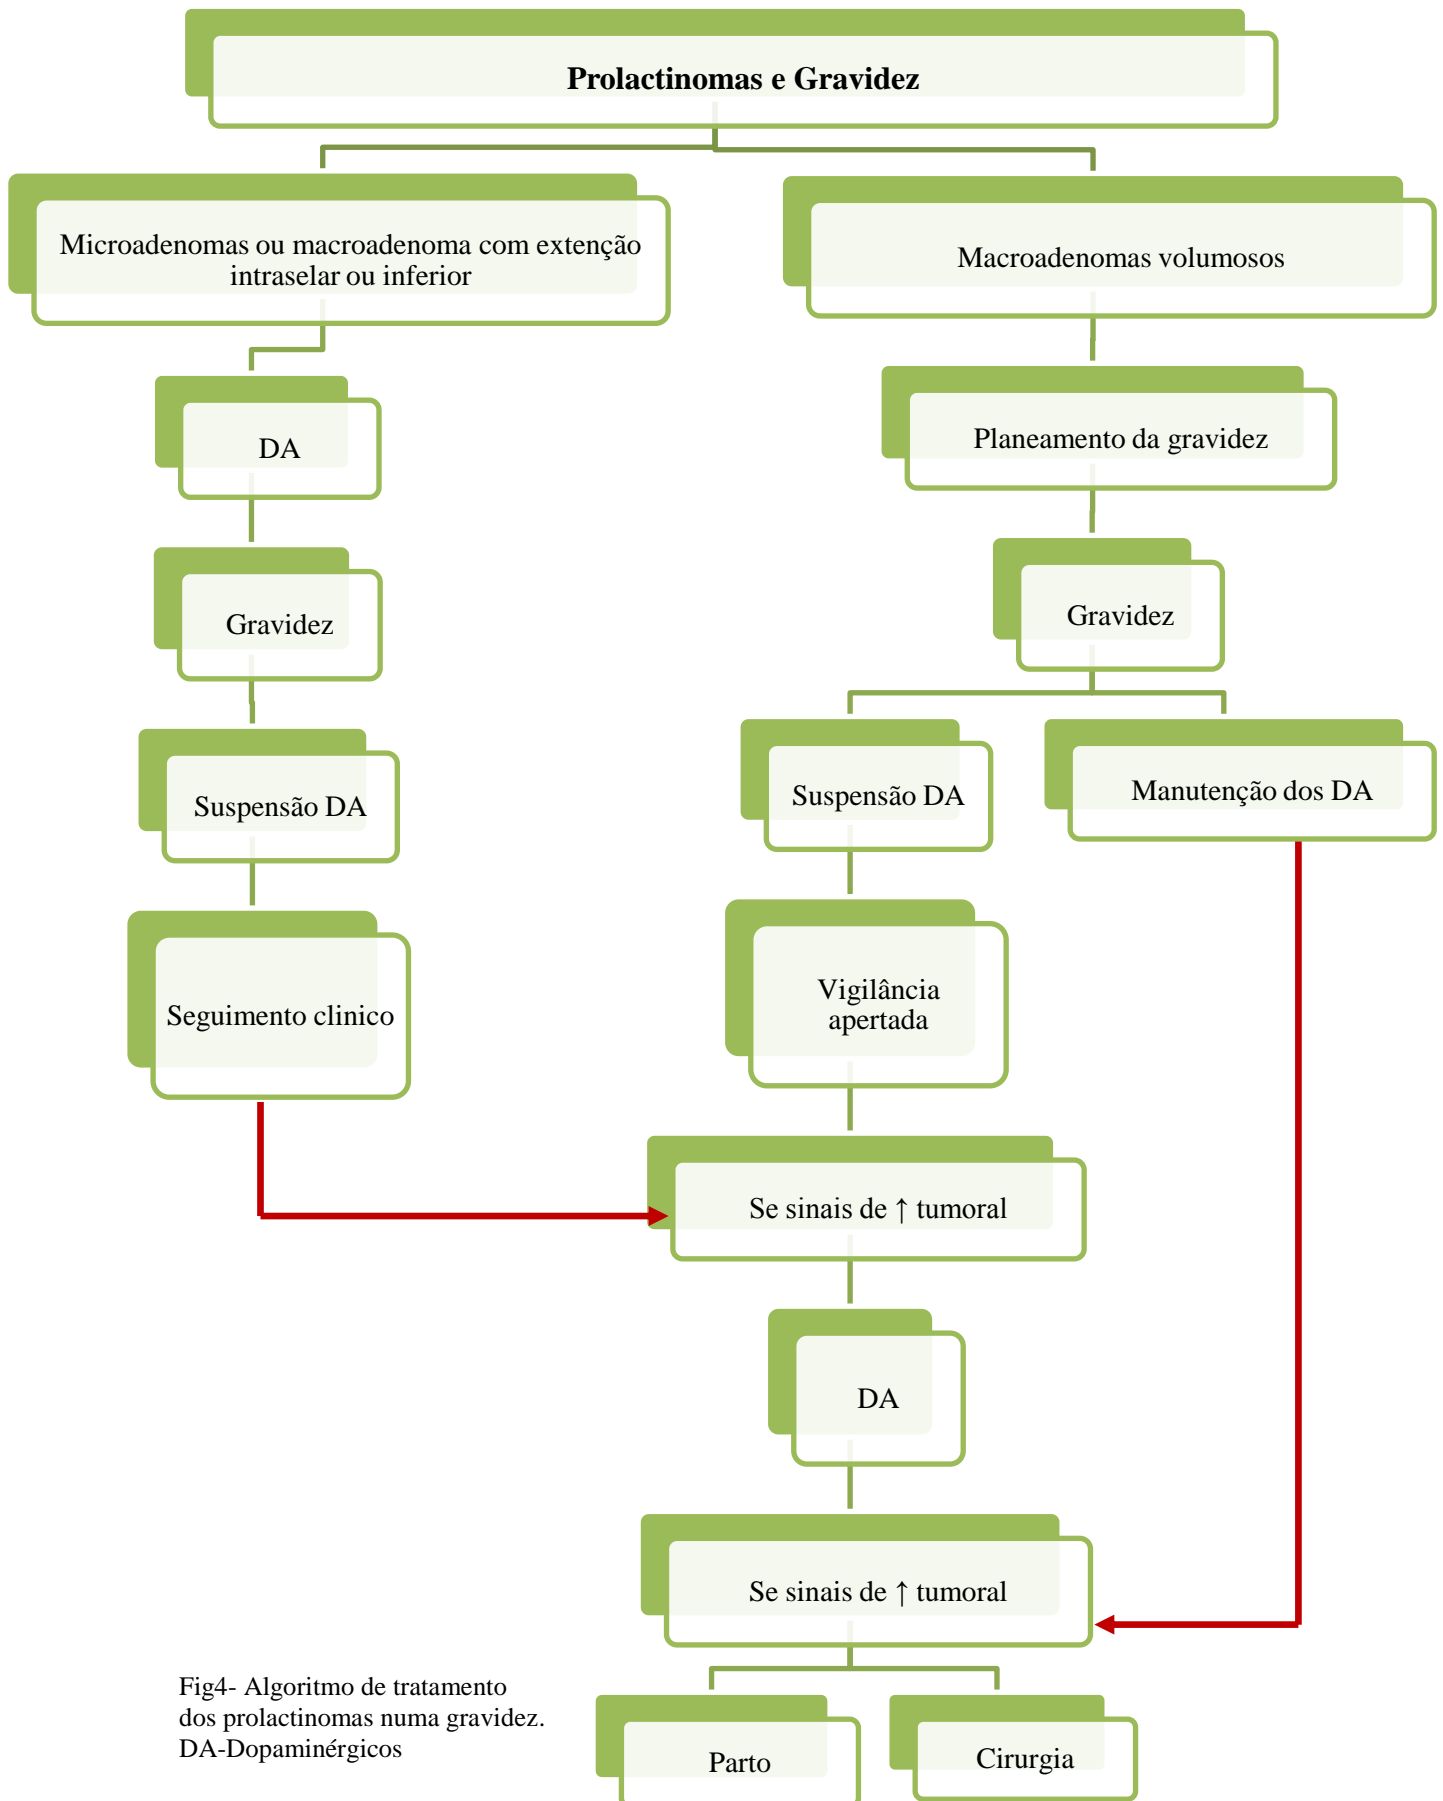 Prolactinomas e Gravidez
Microadenomas ou macroadenoma com extenção
intraselar ou inferior
Macroadenomas volumosos
DA
Planeamento da gravidez
Gravidez
Gravidez
Suspensão DA
Suspensão DA
Manutenção dos DA
Seguimento clinico
Vigilância
apertada
Se sinais de ↑ tumoral
DA
Se sinais de ↑ tumoral
Fig4- Algoritmo de tratamento
dos prolactinomas numa gravidez.
DA-Dopaminérgicos
Parto
Cirurgia